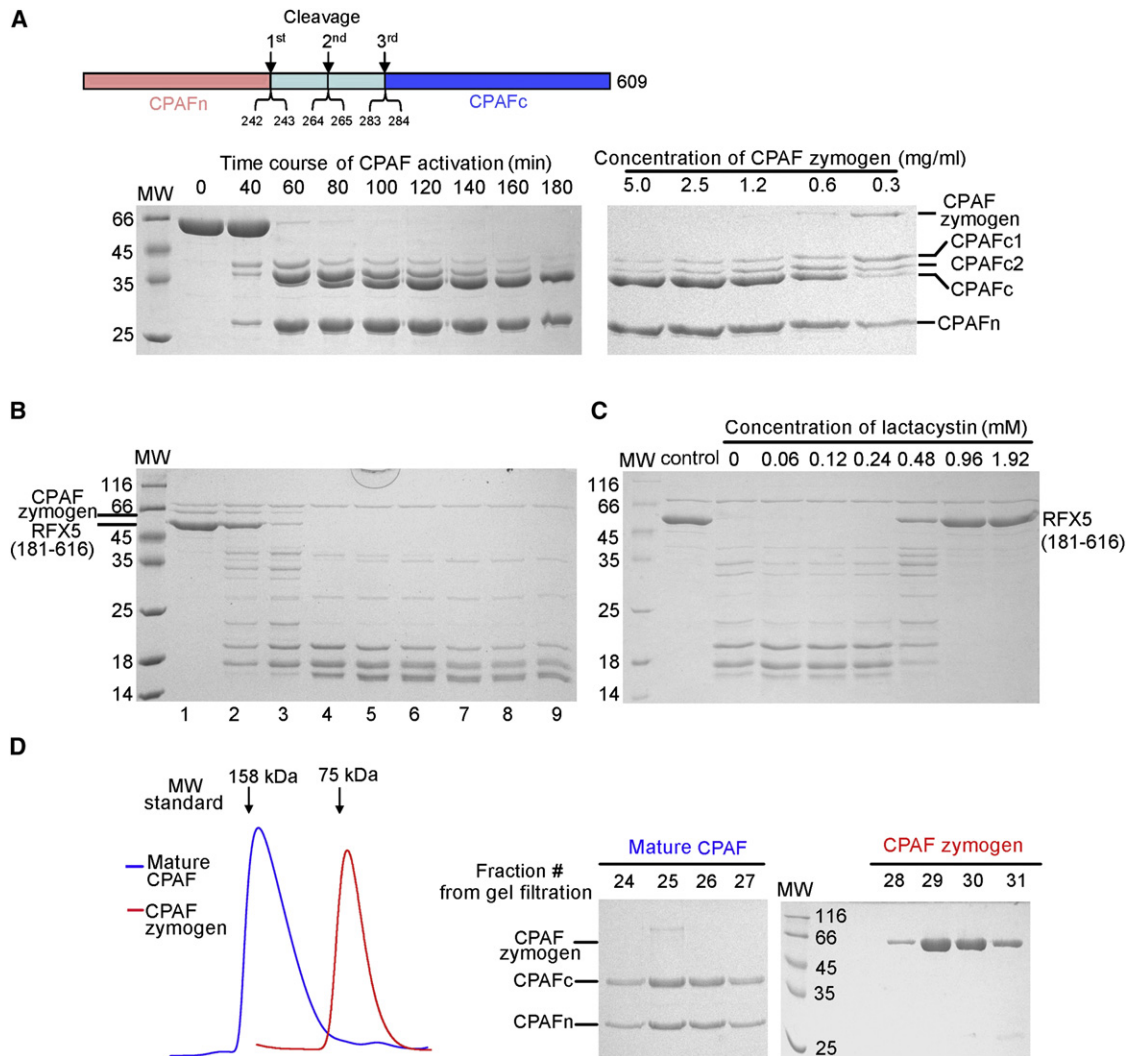 A
Cleavage
1st 2nd 3rd
609
CPAFn CPAFc
242 243 264 265 283 284
Time course of CPAF activation (min)
MW 0 40 60 80 100 120 140 160 180
66
45
35
25
Concentration of CPAF zymogen (mg/ml)
5.0 2.5 1.2 0.6 0.3
CPAF
zymogen
CPAFc1
CPAFc2
CPAFc
CPAFn
B
MW
116
CPAF
zymogen
66
RFX5
(181-616)
45
35
25
18
14
1 2 3 4 5 6 7 8 9
C
Concentration of lactacystin (mM)
MW control 0 0.06 0.12 0.24 0.48 0.96 1.92
116
66
45
35
25
18
14
RFX5
(181-616)
D
MW
standard
158 kDa 75 kDa
Mature
CPAF
CPAF
zymogen
Mature CPAF
Fraction #
from gel filtration
24 25 26 27
CPAF
zymogen
CPAFc
CPAFn
CPAF zymogen
MW
28 29 30 31
116
66
45
35
25